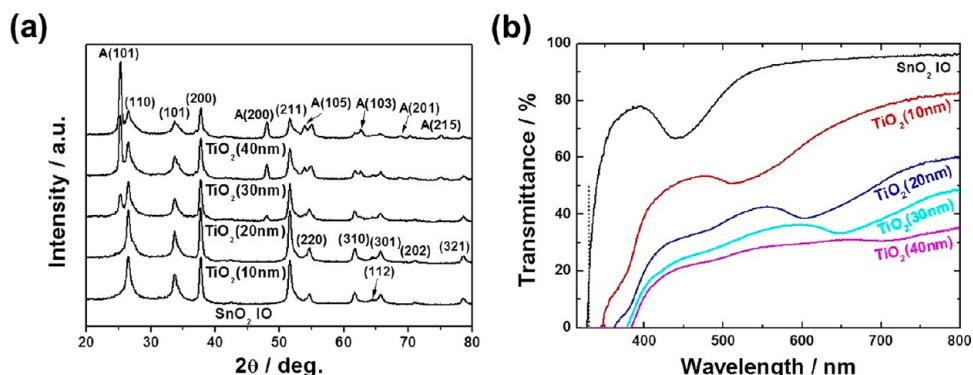 (a)
A(101)
(110)
(101)
(200)
A(200)
(211)
A(105)
A(103)
A(201)
A(215)
TiO₂(40nm)
TiO₂(30nm)
TiO₂(20nm)
(220)
(310)
(301)
(202)
(321)
TiO₂(10nm)
(112)
SnO₂ IO
Intensity / a.u.
20 30 40 50 60 70 80
2θ / deg.
(b)
100
80
60
40
20
0
Transmittance / %
SnO₂ IO
TiO₂(10nm)
TiO₂(20nm)
TiO₂(30nm)
TiO₂(40nm)
400 500 600 700 800
Wavelength / nm